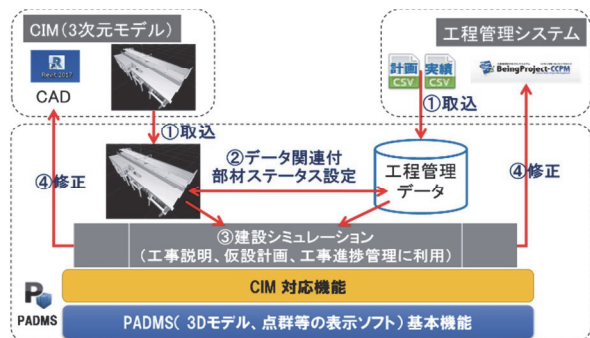 CIM(3次元モデル)
工程管理システム
Revit 2017
CAD
計画
CSV
実績
CSV
BeingProject-CCPM
①取込
①取込
②データ関連付
部材ステータス設定
工程管理
データ
④修正
④修正
③建設シミュレーション
(工事説明、仮設計画、工事進捗管理に利用)
CIM 対応機能
PADMS( 3Dモデル、点群等の表示ソフト) 基本機能
PADMS